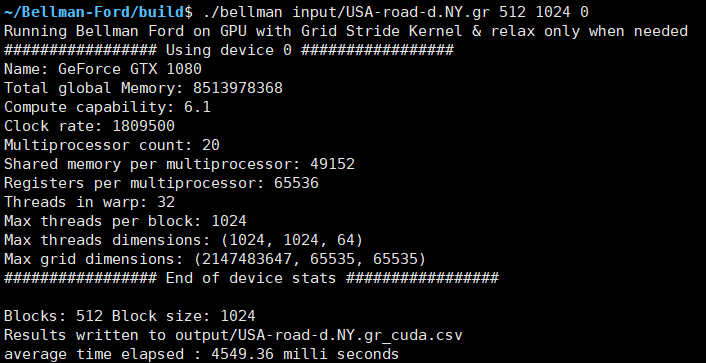 ~/Bellman-Ford/build$ ./bellman input/USA-road-d.NY.gr 512 1024 0
Running Bellman Ford on GPU with Grid Stride Kernel & relax only when needed
################# Using device 0 #################
Name: GeForce GTX 1080
Total global Memory: 8513978368
Compute capability: 6.1
Clock rate: 1809500
Multiprocessor count: 20
Shared memory per multiprocessor: 49152
Registers per multiprocessor: 65536
Threads in warp: 32
Max threads per block: 1024
Max threads dimensions: (1024, 1024, 64)
Max grid dimensions: (2147483647, 65535, 65535)
################# End of device stats #################
Blocks: 512 Block size: 1024
Results written to output/USA-road-d.NY.gr_cuda.csv
average time elapsed : 4549.36 milli seconds